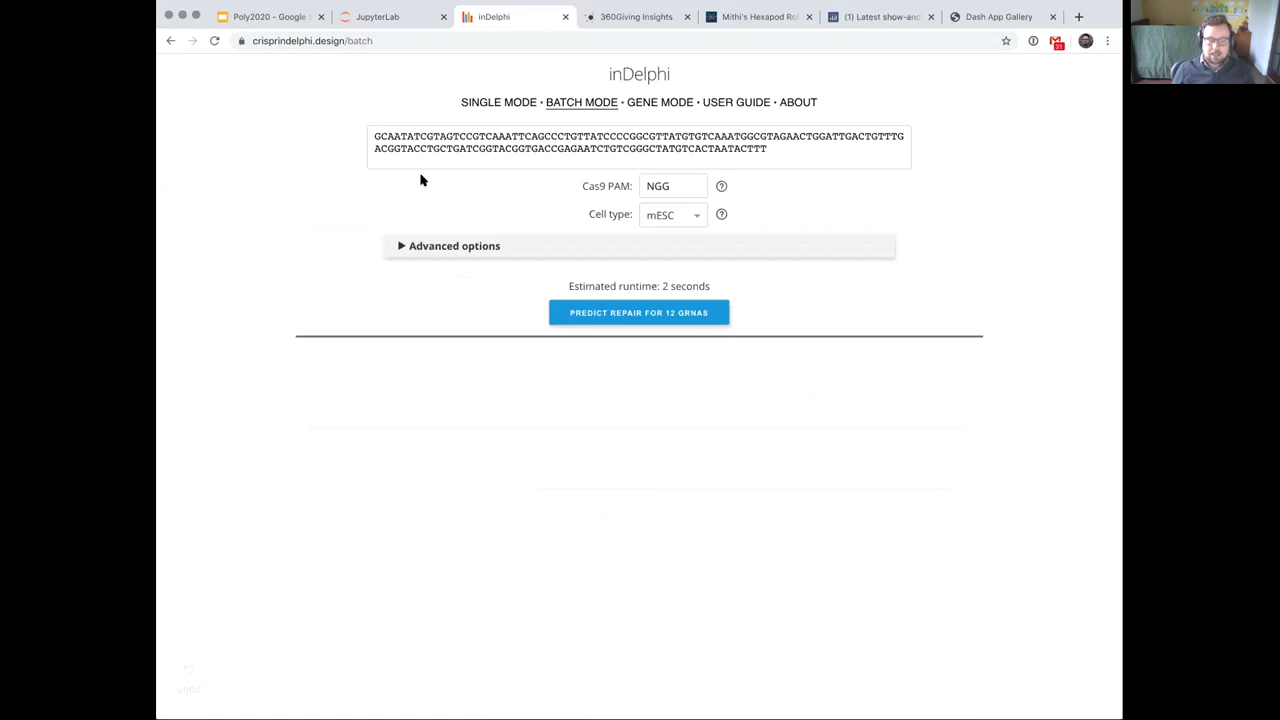 Poly2020 - Google S
JupyterLab
inDelphi
360Giving Insights
Mithi's Hexapod Ro
(1) Latest show-and
Dash App Gallery
crisprindelphi.design/batch
31
inDelphi
SINGLE MODE · BATCH MODE · GENE MODE · USER GUIDE · ABOUT
GCAATATCGTAGTCCGTCAAATTCAGCCCTGTTATCCCCGGCGTTATGTGTCAAATGGCGTAGAACTGGATTGACTGTTTG
ACGGTACCTGCTGATCGGTACGGTGACCGAGAATCTGTCGGGCTATGTCACTAATACTTT
Cas9 PAM: NGG
Cell type: mESC
Advanced options
Estimated runtime: 2 seconds
PREDICT REPAIR FOR 12 GRNAS
undo